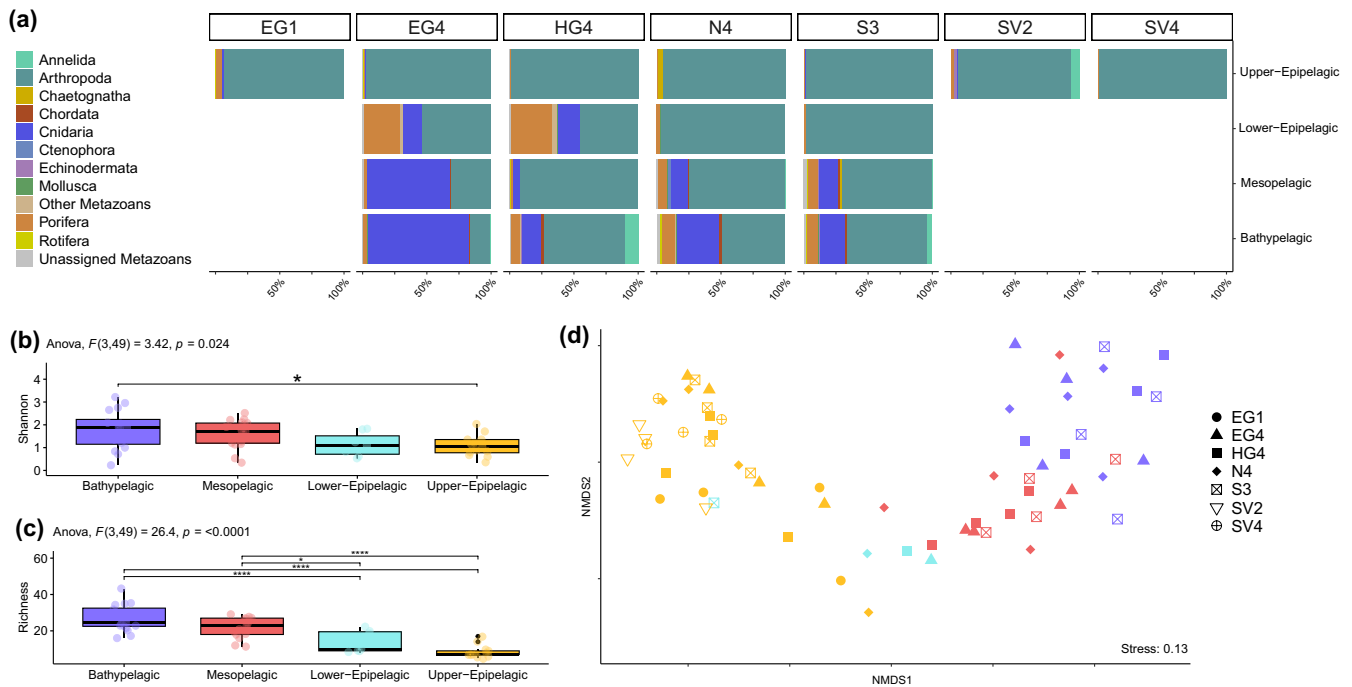 (a)
EG1 EG4 HG4 N4 S3 SV2 SV4
Annelida
Arthropoda
Chaetognatha
Chordata
Cnidaria
Ctenophora
Echinodermata
Mollusca
Other Metazoans
Porifera
Rotifera
Unassigned Metazoans
Upper−Epipelagic
Lower−Epipelagic
Mesopelagic
Bathypelagic
50% 100% 50% 100% 50% 100% 50% 100% 50% 100% 50% 100% 50% 100%
(b)
Anova, F(3,49) = 3.42, p = 0.024
*
Shannon
4
3
2
1
0
Bathypelagic Mesopelagic Lower−Epipelagic Upper−Epipelagic
(c)
Anova, F(3,49) = 26.4, p = <0.0001
****
*
****
****
Richness
60
40
20
Bathypelagic Mesopelagic Lower−Epipelagic Upper−Epipelagic
(d)
NMDS2
NMDS1
Stress: 0.13
EG1
EG4
HG4
N4
S3
SV2
SV4